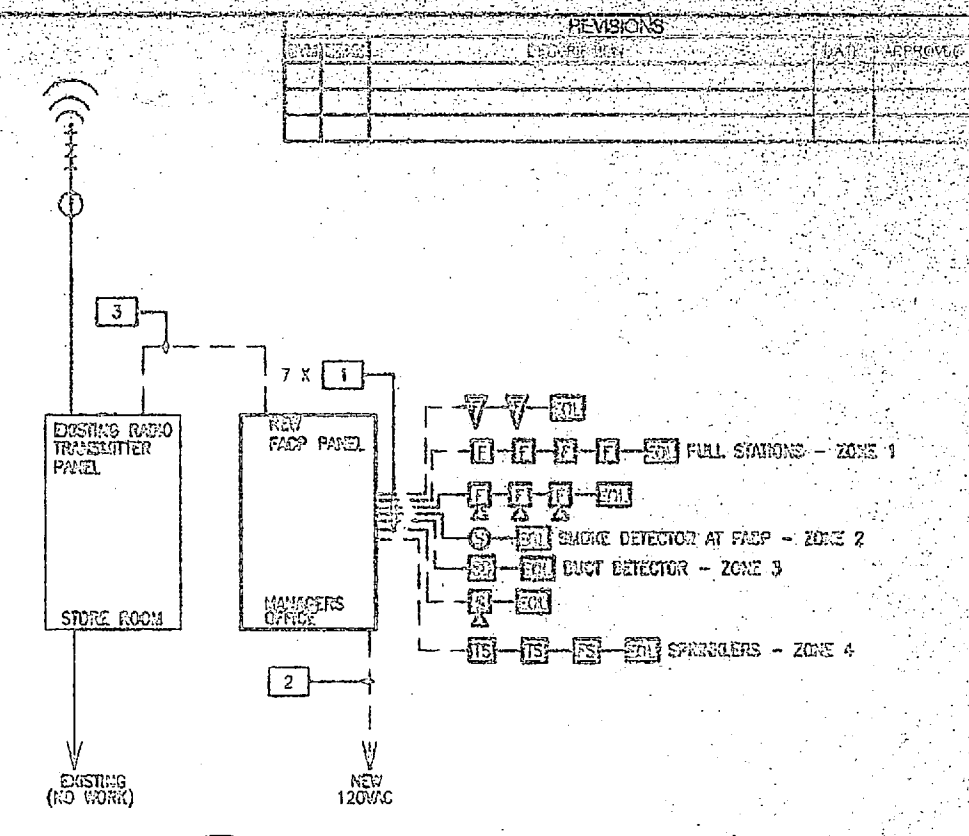 REVISIONS
DESCRIPTION
DATE APPROVED
3
7 X 1
EXISTING RADIO
TRANSMITTER
PANEL
STORE ROOM
NEW
FACP PANEL
MANAGERS
OFFICE
EOL
F F F F EOL PULL STATIONS - ZONE 1
F F F EOL
S EOL SMOKE DETECTOR AT FACP - ZONE 2
SD EOL DUCT DETECTOR - ZONE 3
EOL
TS TS FS EOL SPRINKLERS - ZONE 4
2
EXISTING
(NO WORK)
NEW
120VAC